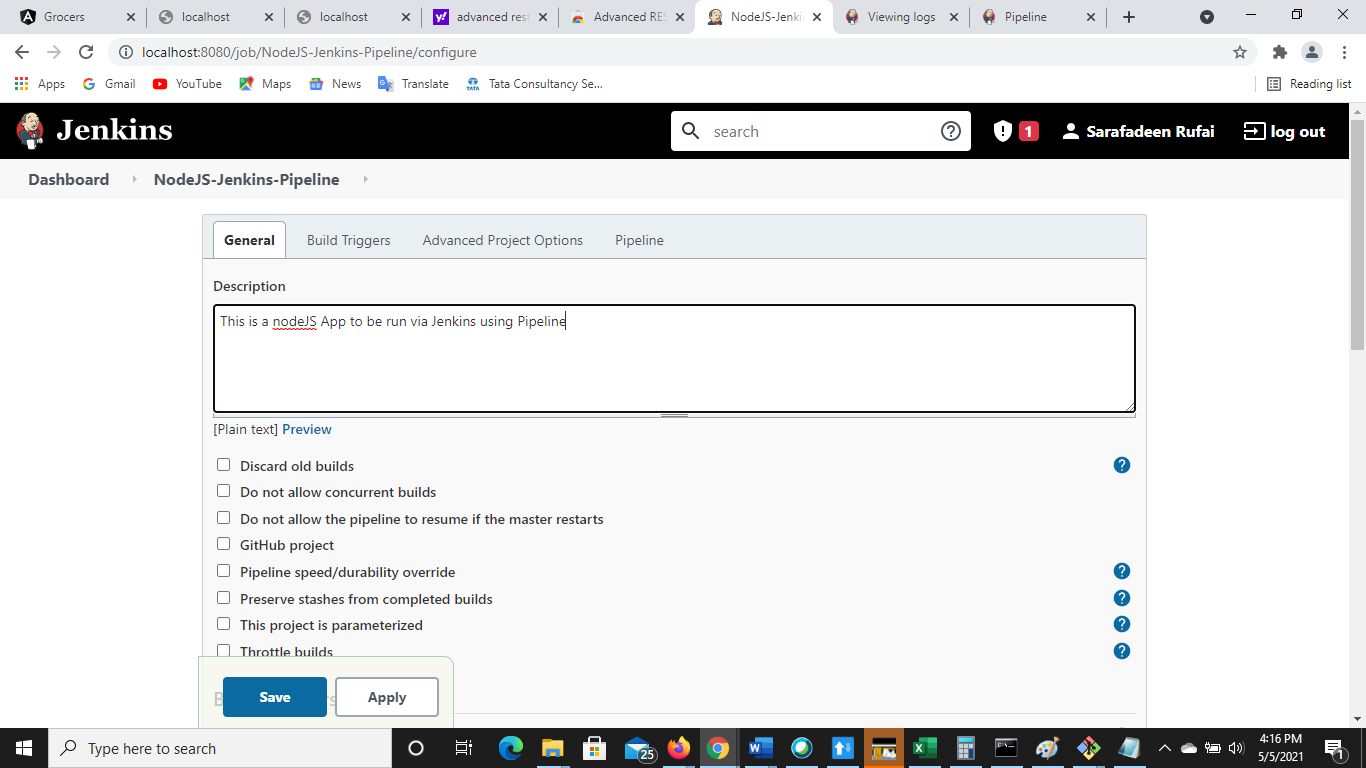 Grocers
localhost
localhost
advanced rest
Advanced RES
NodeJS-Jenki
Viewing logs
Pipeline
localhost:8080/job/NodeJS-Jenkins-Pipeline/configure
Apps
Gmail
YouTube
Maps
News
Translate
TATA
Tata Consultancy Se...
Reading list
Jenkins
search
1
Sarafadeen Rufai
log out
Dashboard
NodeJS-Jenkins-Pipeline
General
Build Triggers
Advanced Project Options
Pipeline
Description
This is a nodeJS App to be run via Jenkins using Pipeline
[Plain text] Preview
Discard old builds
Do not allow concurrent builds
Do not allow the pipeline to resume if the master restarts
GitHub project
Pipeline speed/durability override
Preserve stashes from completed builds
This project is parameterized
Throttle builds
Save
Apply
Type here to search
25
4:16 PM
5/5/2021
1